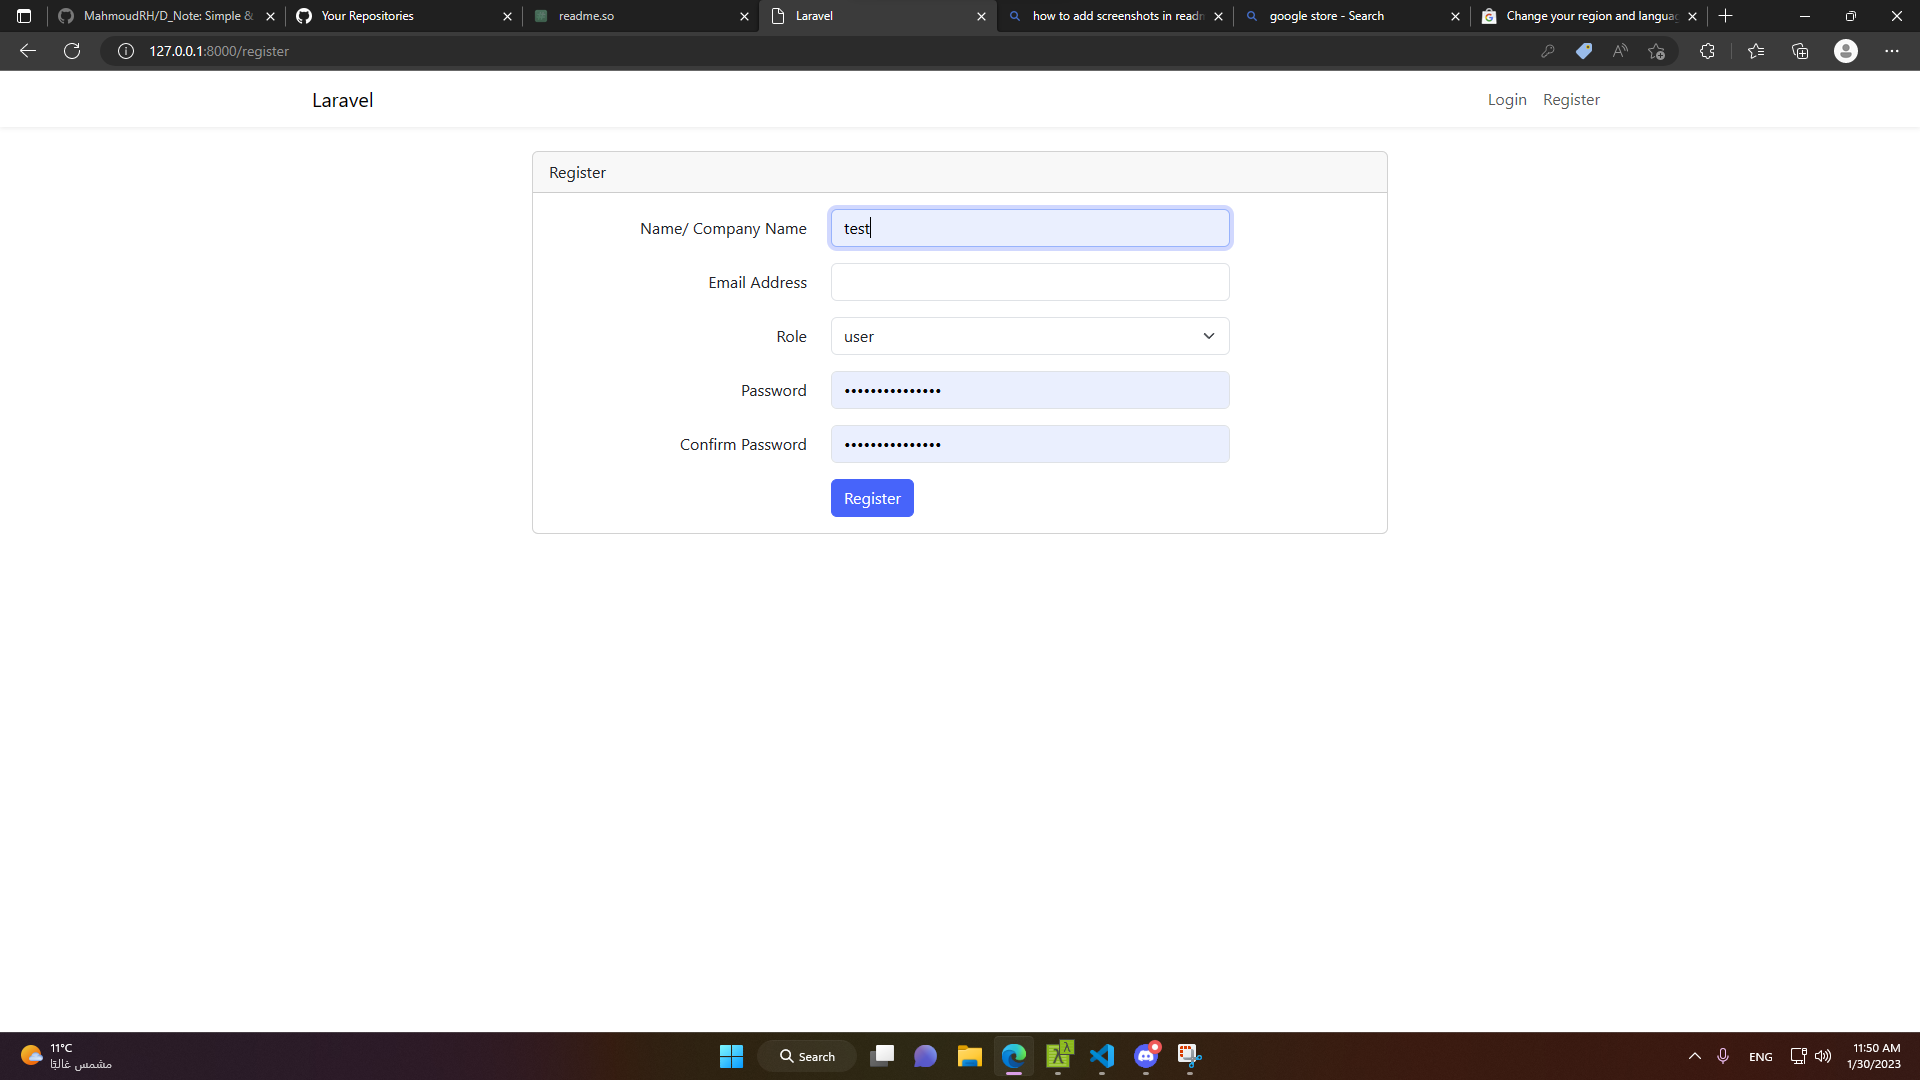 MahmoudRH/D_Note: Simple &
Your Repositories
readme.so
Laravel
how to add screenshots in readm
google store - Search
Change your region and languag
127.0.0.1:8000/register
Laravel
Login
Register
Register
Name/ Company Name
test
Email Address
Role
user
Password
•••••••••••••••
Confirm Password
•••••••••••••••
Register
11°C
مشمس غالبًا
Search
ENG
11:50 AM
1/30/2023